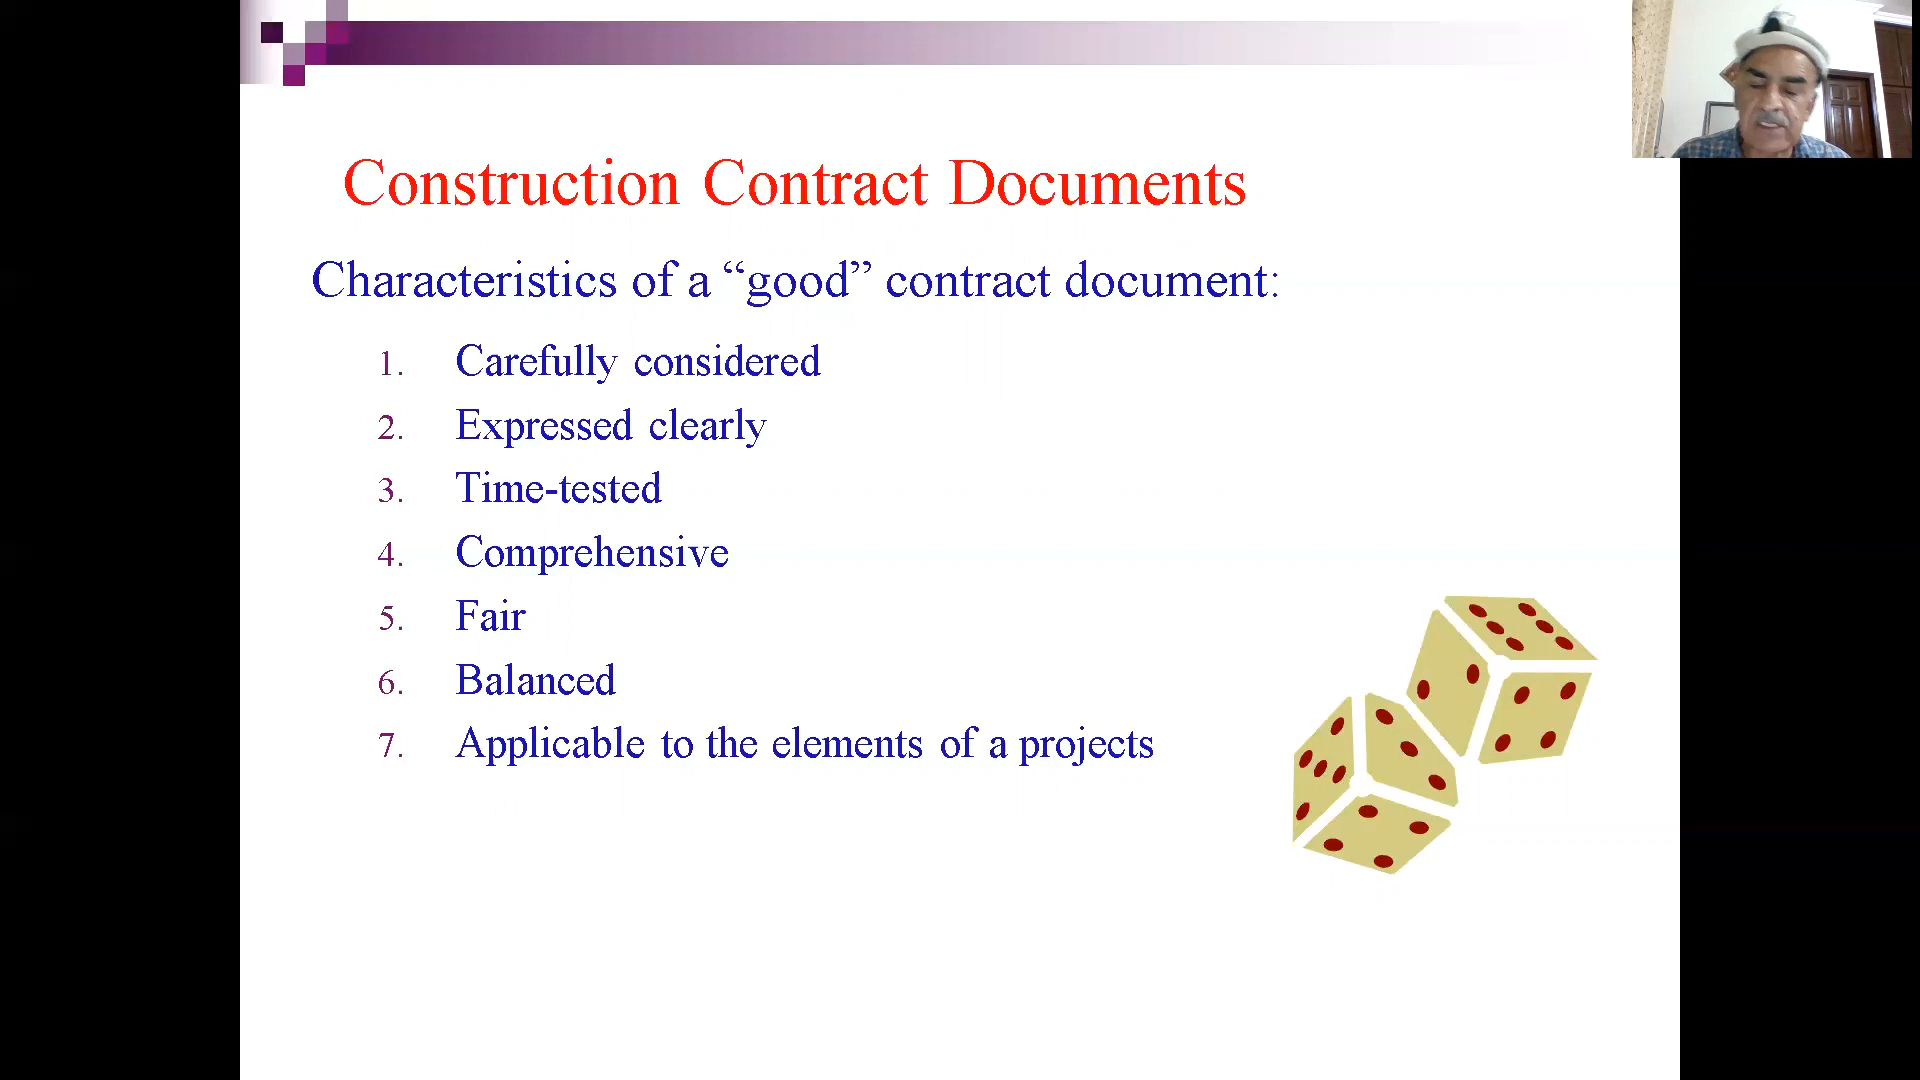 Construction Contract Documents
Characteristics of a “good” contract document:
1. Carefully considered
2. Expressed clearly
3. Time-tested
4. Comprehensive
5. Fair
6. Balanced
7. Applicable to the elements of a projects